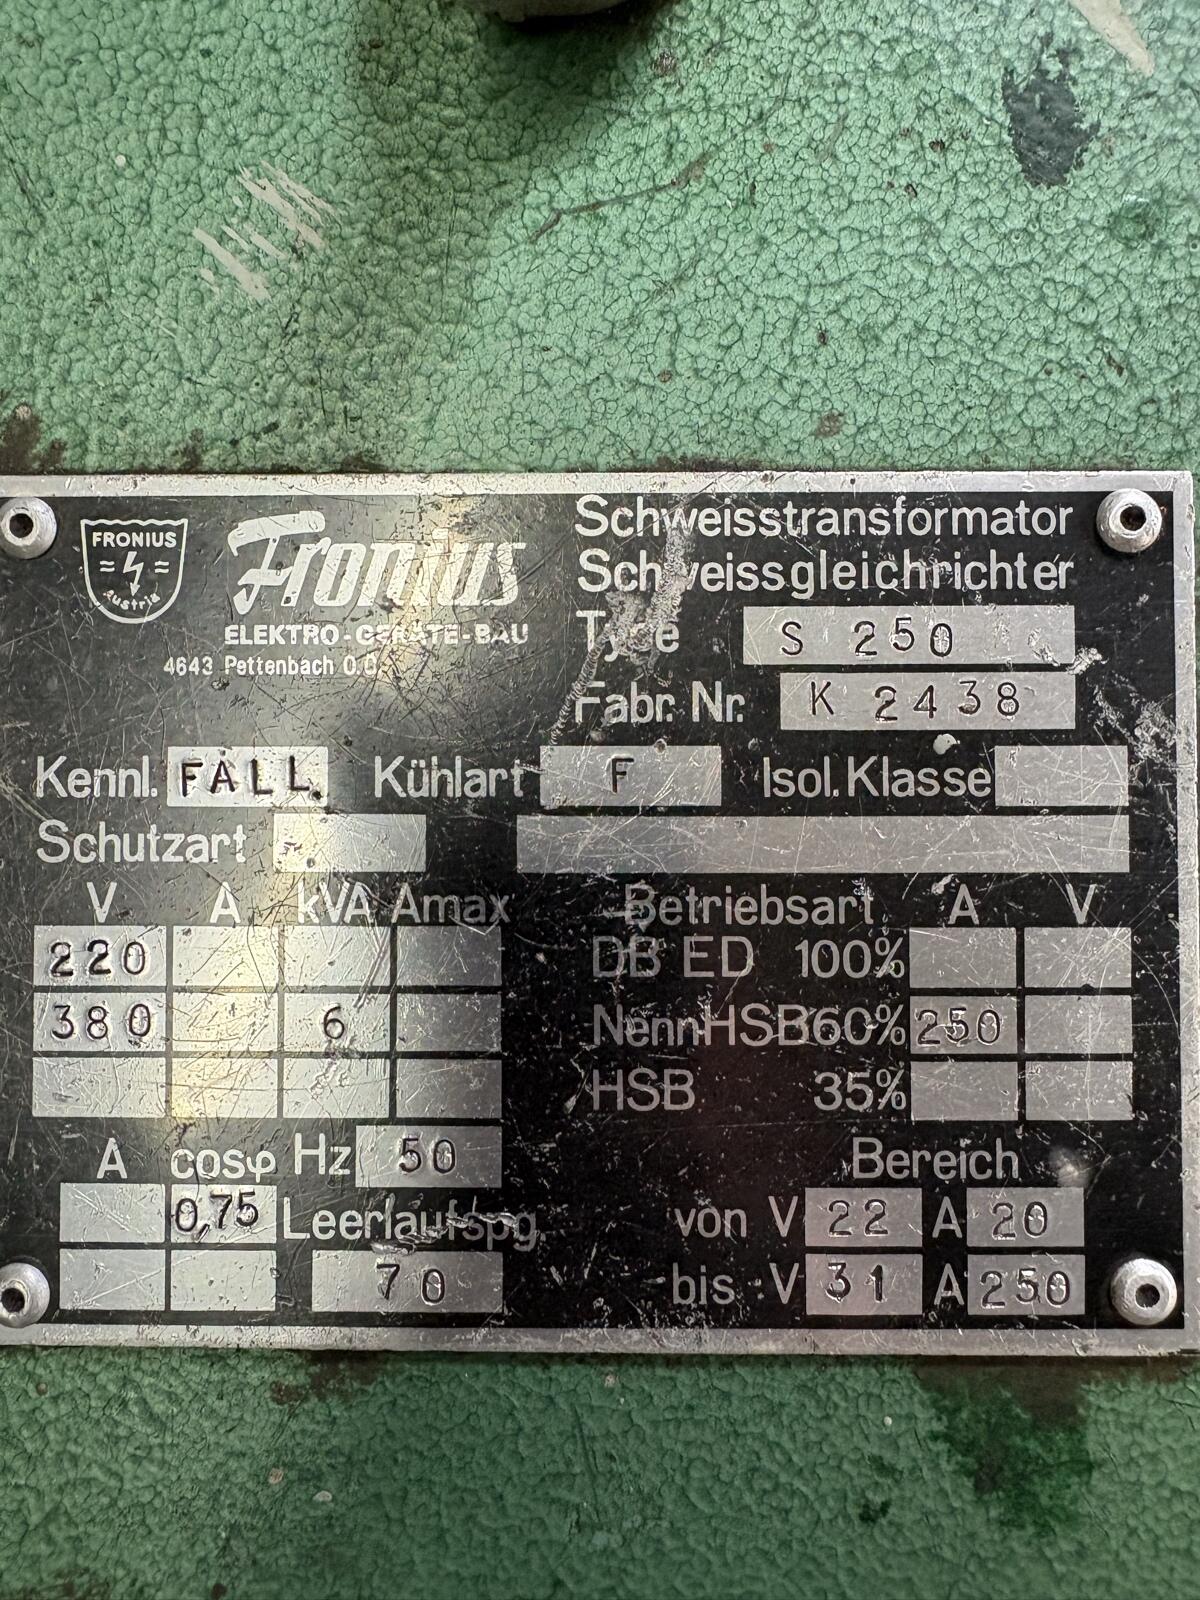 FRONIUS
Austria
Fronius
ELEKTRO-GERÄTE-BAU
4643 Pettenbach O.Ö.
Schweisstransformator
Schweissgleichrichter
Type S 250
Fabr. Nr. K 2438
Kennl. FALL. Kühlart F Isol. Klasse
Schutzart
V A kVA Amax
220
380 6
Betriebsart A V
DB ED 100%
NennHSB60% 250
HSB 35%
A cosφ Hz 50
0,75 Leerlaufspg.
70
Bereich
von V 22 A 20
bis V 31 A 250